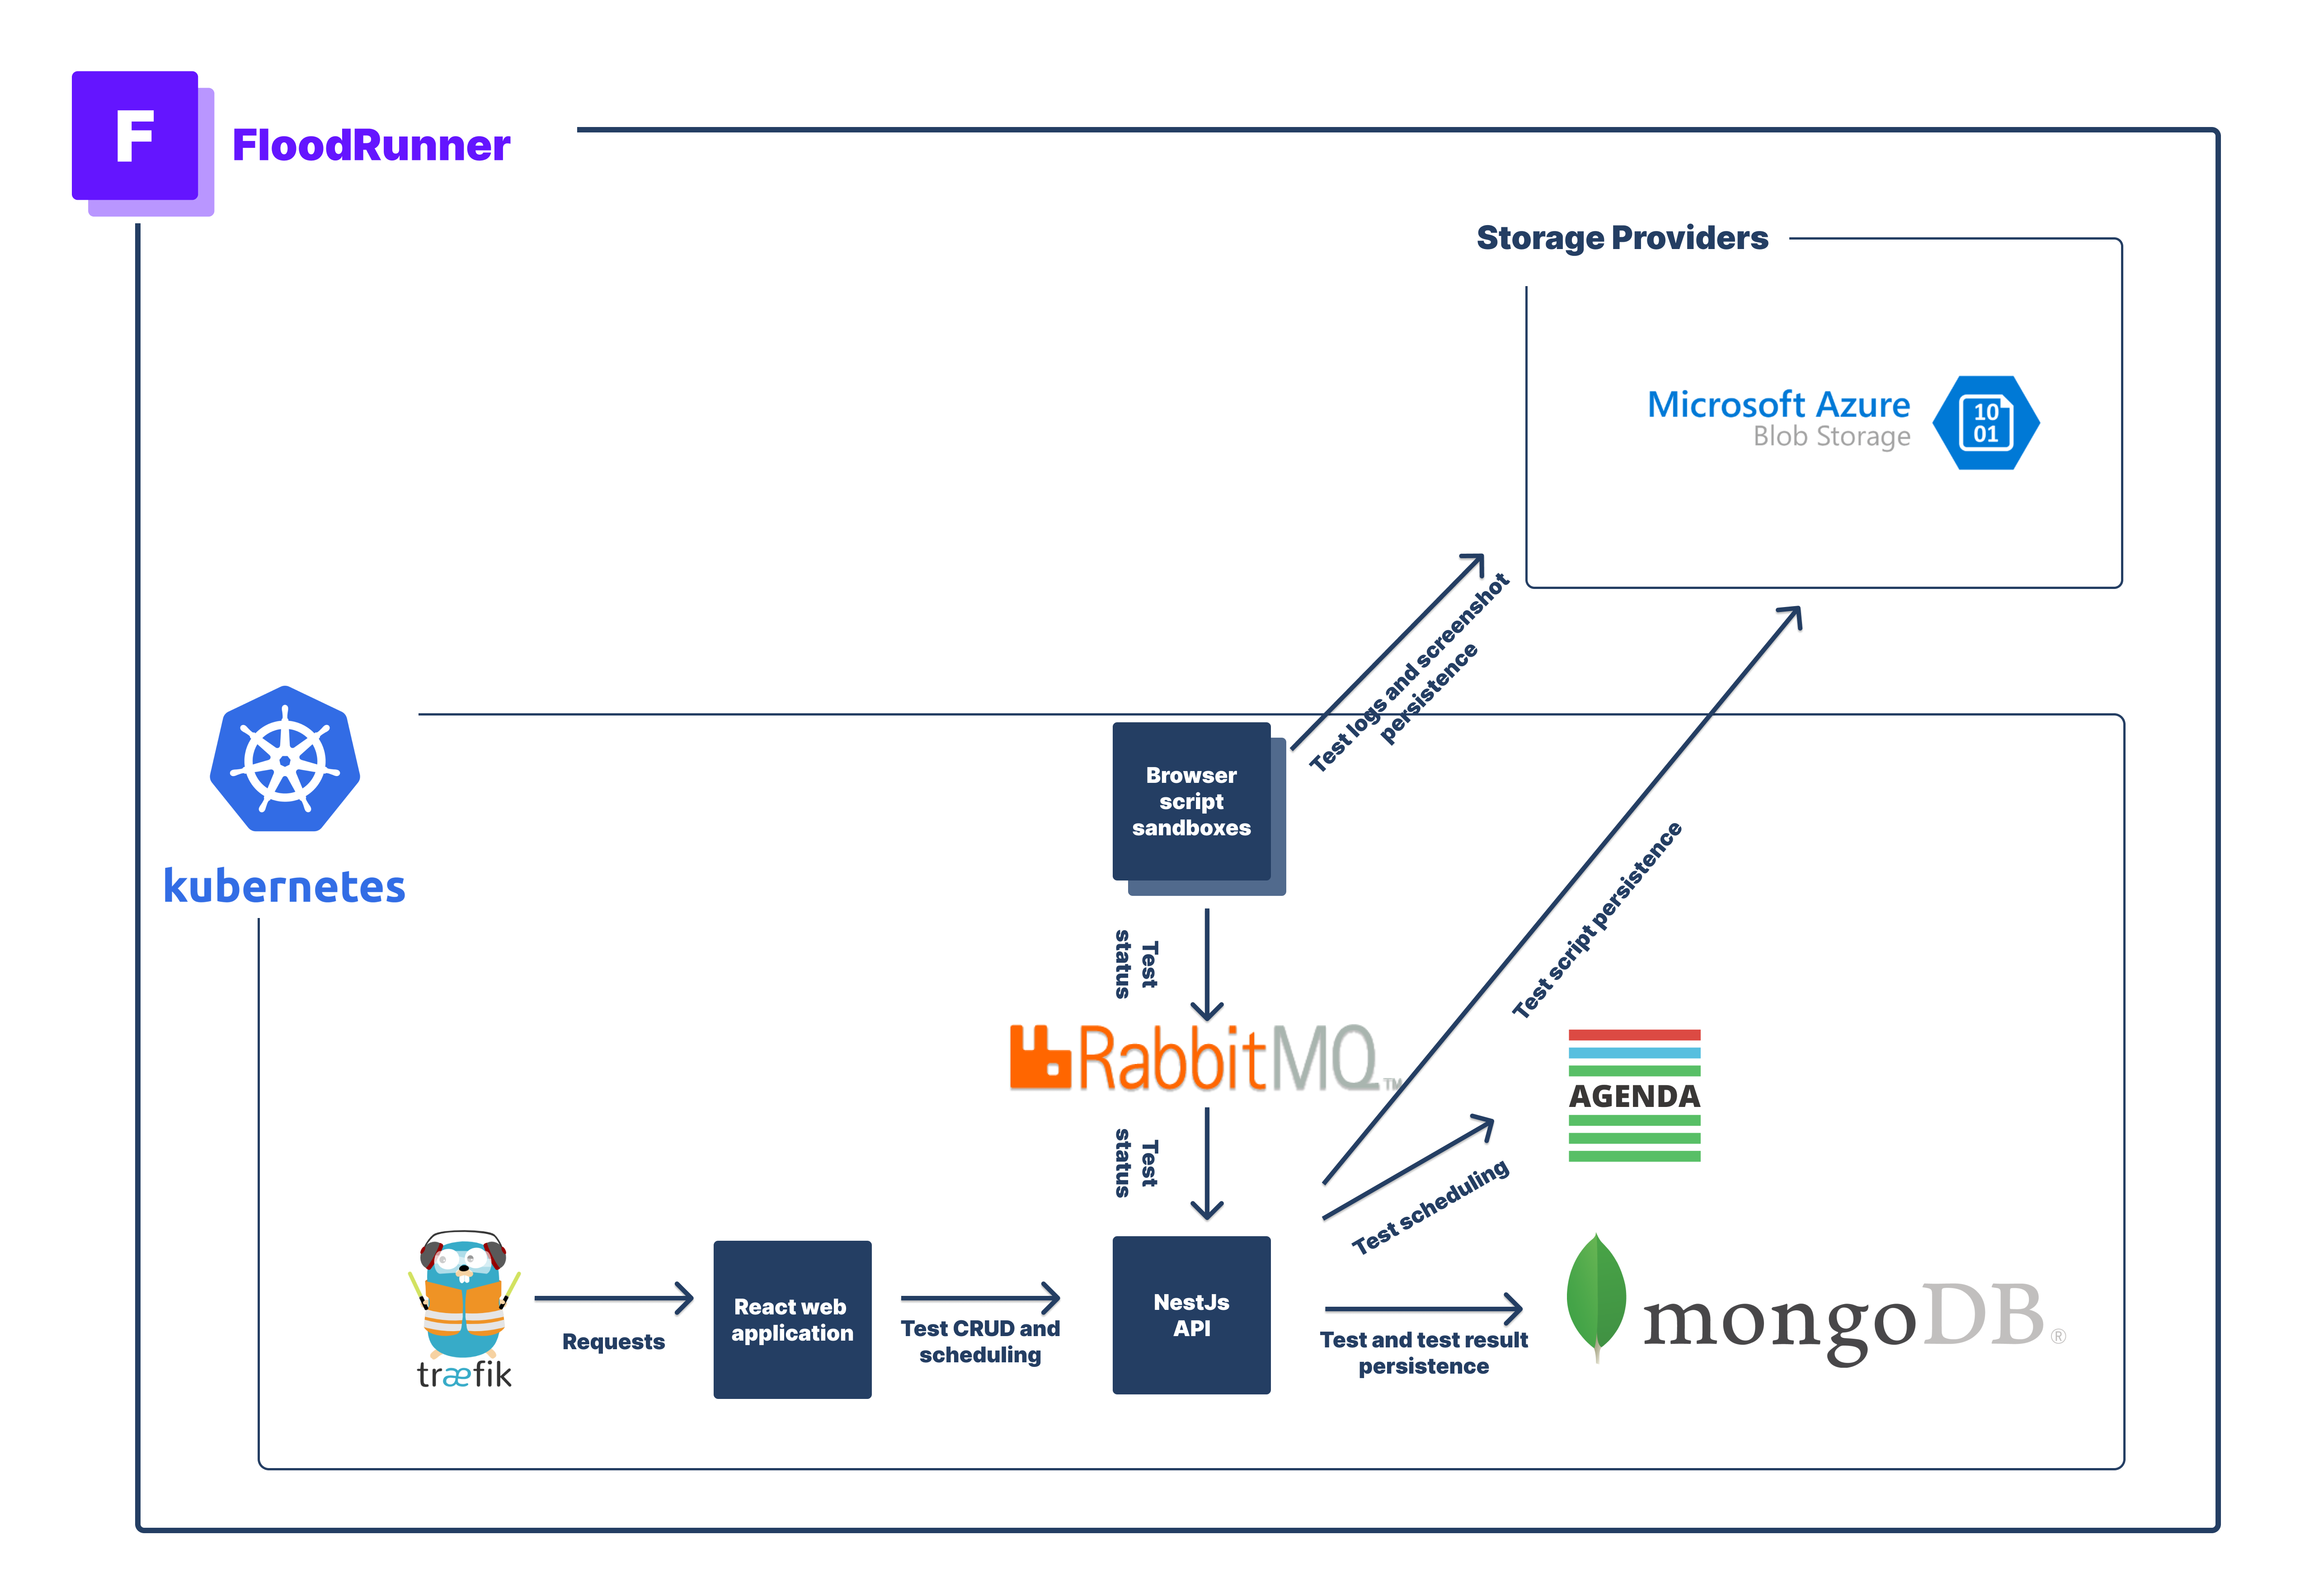 F
FloodRunner
Storage Providers
Microsoft Azure
Blob Storage
10
01
Test logs and screenshot
persistence
kubernetes
Browser
script
sandboxes
Test
status
Test script persistence
RabbitMQ™
AGENDA
Test
status
Test scheduling
træfik
Requests
React web
application
Test CRUD and
scheduling
NestJs
API
Test and test result
persistence
mongoDB®